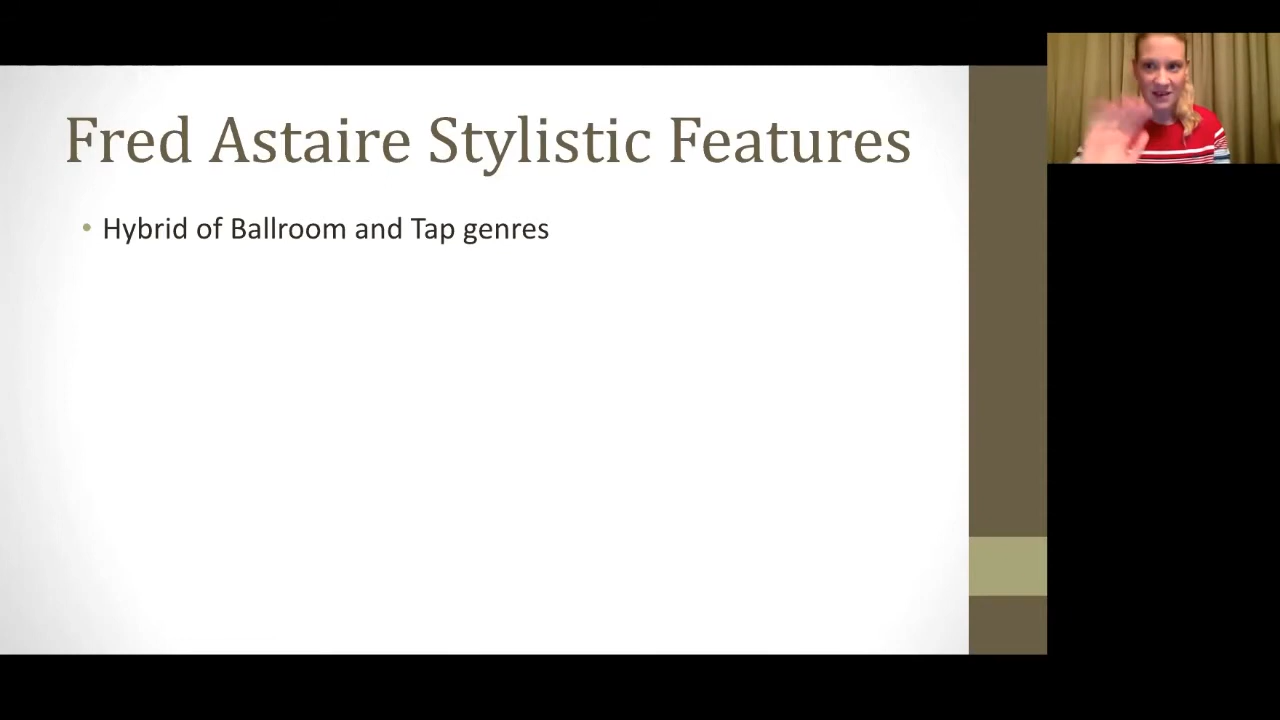 Fred Astaire Stylistic Features
• Hybrid of Ballroom and Tap genres